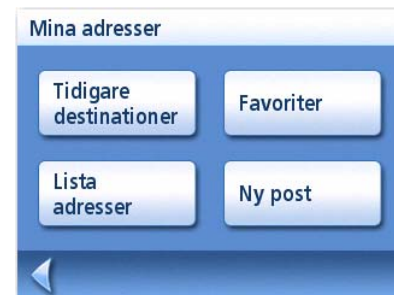 Mina adresser
Tidigare
destinationer
Favoriter
Lista
adresser
Ny post